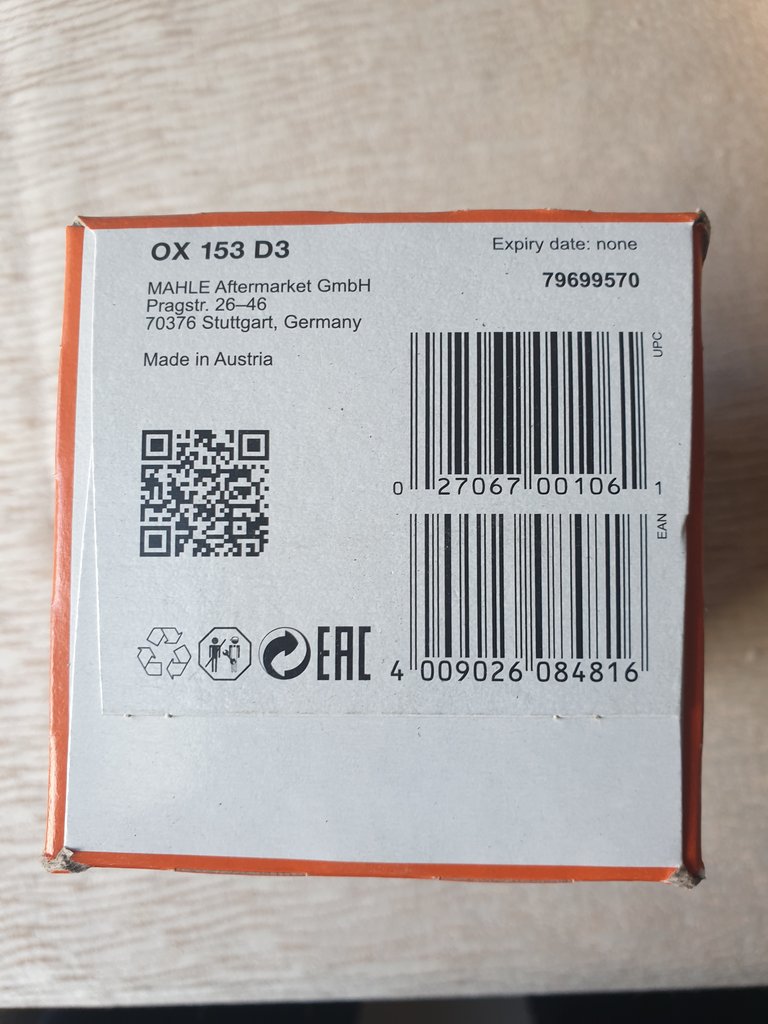 OX 153 D3
Expiry date: none
79699570
MAHLE Aftermarket GmbH
Pragstr. 26–46
70376 Stuttgart, Germany
Made in Austria
UPC
0 27067 00106 1
EAN
4 009026 084816
EAC